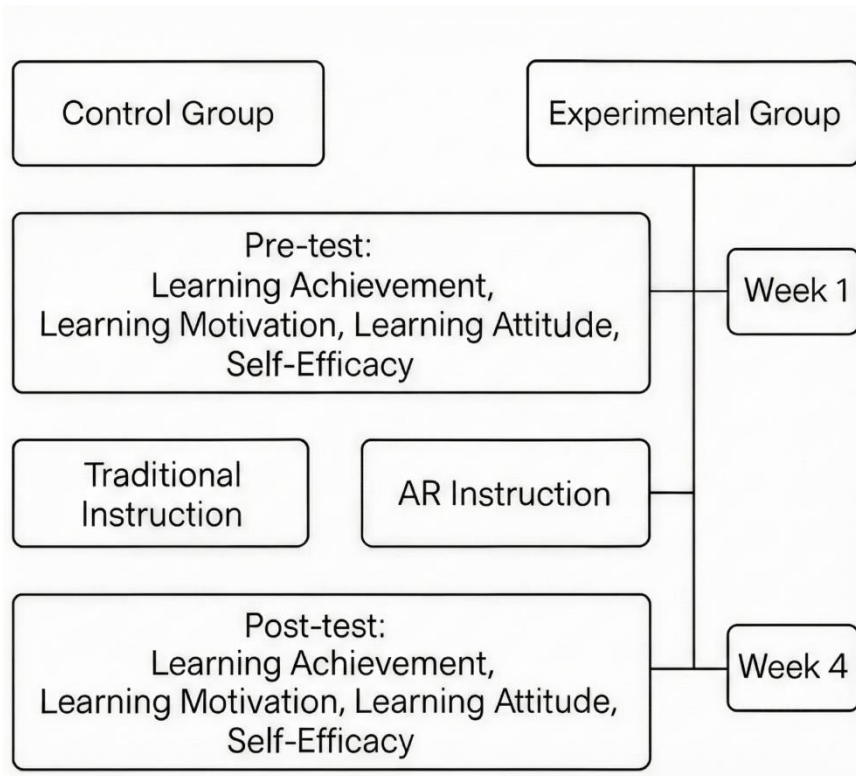 Control Group
Experimental Group
Pre-test:
Learning Achievement,
Learning Motivation, Learning Attitude,
Self-Efficacy
Week 1
Traditional
Instruction
AR Instruction
Post-test:
Learning Achievement,
Learning Motivation, Learning Attitude,
Self-Efficacy
Week 4